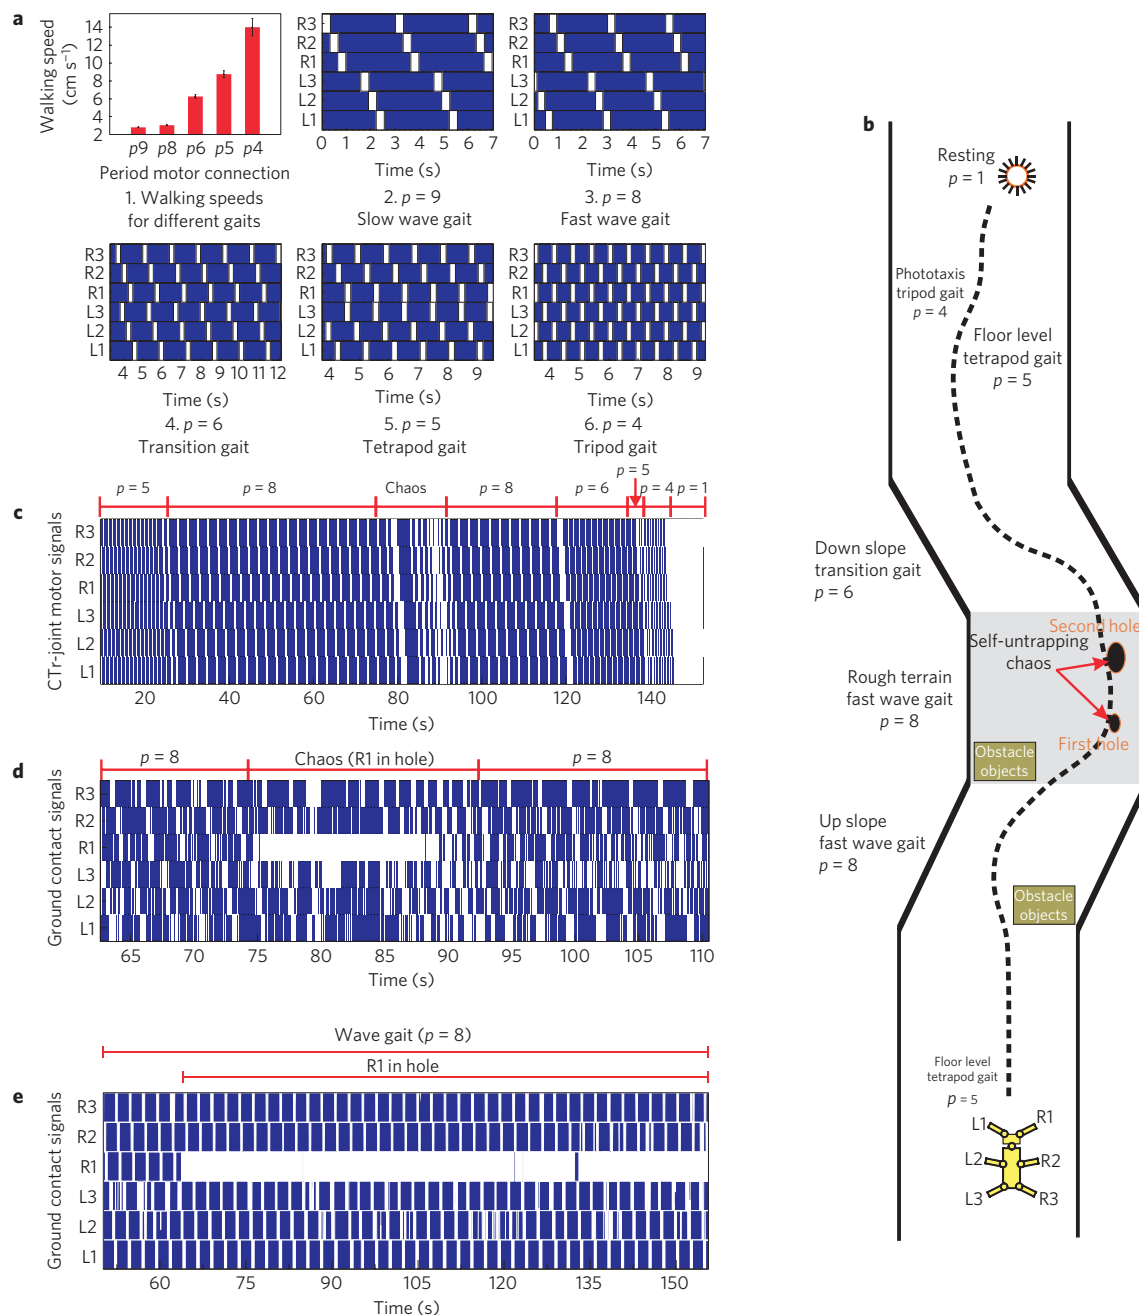 a
Walking speed
(cm s⁻¹)
14
10
6
2
p9 p8 p6 p5 p4
Period motor connection
1. Walking speeds
for different gaits
R3
R2
R1
L3
L2
L1
0 1 2 3 4 5 6 7
Time (s)
2. p = 9
Slow wave gait
R3
R2
R1
L3
L2
L1
0 1 2 3 4 5 6 7
Time (s)
3. p = 8
Fast wave gait
R3
R2
R1
L3
L2
L1
4 5 6 7 8 9 10 11 12
Time (s)
4. p = 6
Transition gait
R3
R2
R1
L3
L2
L1
4 5 6 7 8 9
Time (s)
5. p = 5
Tetrapod gait
R3
R2
R1
L3
L2
L1
4 5 6 7 8 9
Time (s)
6. p = 4
Tripod gait
c
p = 5
p = 5 p = 8 Chaos p = 8 p = 6 p = 4 p = 1
CTr-joint motor signals
R3
R2
R1
L3
L2
L1
20 40 60 80 100 120 140
Time (s)
d
p = 8 Chaos (R1 in hole) p = 8
Ground contact signals
R3
R2
R1
L3
L2
L1
65 70 75 80 85 90 95 100 105 110
Time (s)
Wave gait (p = 8)
R1 in hole
e
Ground contact signals
R3
R2
R1
L3
L2
L1
60 75 90 105 120 135 150
Time (s)
b
Resting
p = 1
Phototaxis
tripod gait
p = 4
Floor level
tetrapod gait
p = 5
Down slope
transition gait
p = 6
Second hole
Self-untrapping
chaos
Rough terrain
fast wave gait
p = 8
First hole
Obstacle
objects
Up slope
fast wave gait
p = 8
Obstacle
objects
Floor level
tetrapod gait
p = 5
L1 R1
L2 R2
L3 R3